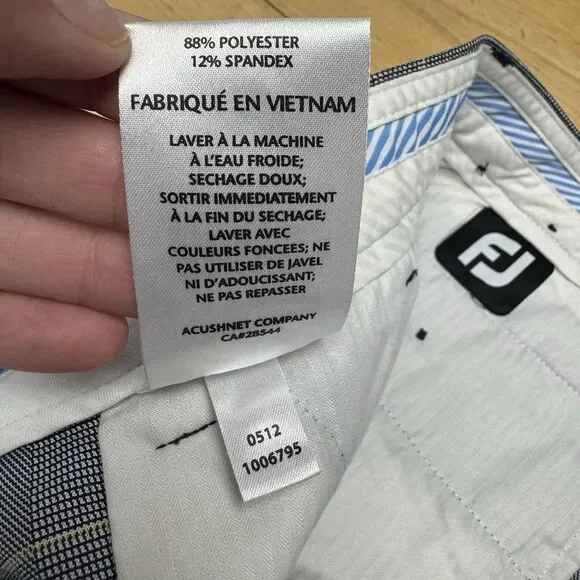 88% POLYESTER
12% SPANDEX
FABRIQUÉ EN VIETNAM
LAVER À LA MACHINE
À L'EAU FROIDE;
SECHAGE DOUX;
SORTIR IMMEDIATEMENT
À LA FIN DU SECHAGE;
LAVER AVEC
COULEURS FONCEES; NE
PAS UTILISER DE JAVEL
NI D'ADOUCISSANT;
NE PAS REPASSER
ACUSHNET COMPANY
CA#28544
0512
1006795
FJ